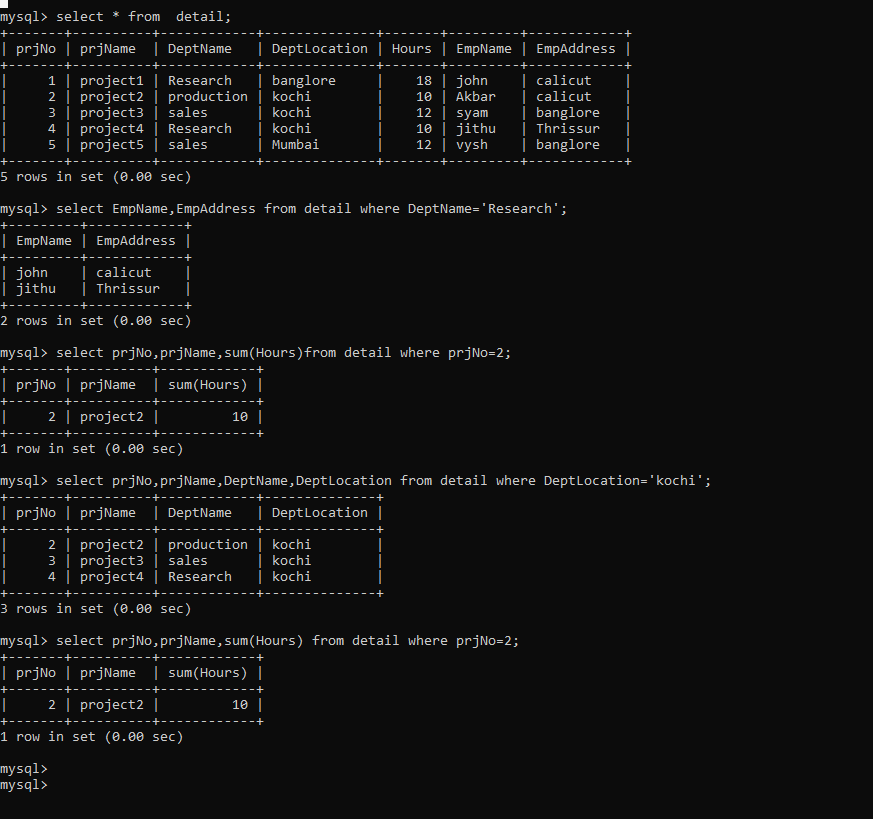 mysql> select * from  detail;
+-------+----------+------------+--------------+-------+---------+------------+
| prjNo | prjName  | DeptName   | DeptLocation | Hours | EmpName | EmpAddress |
+-------+----------+------------+--------------+-------+---------+------------+
|     1 | project1 | Research   | banglore     |    18 | john    | calicut    |
|     2 | project2 | production | kochi        |    10 | Akbar   | calicut    |
|     3 | project3 | sales      | kochi        |    12 | syam    | banglore   |
|     4 | project4 | Research   | kochi        |    10 | jithu   | Thrissur   |
|     5 | project5 | sales      | Mumbai       |    12 | vysh    | banglore   |
+-------+----------+------------+--------------+-------+---------+------------+
5 rows in set (0.00 sec)
mysql> select EmpName,EmpAddress from detail where DeptName='Research';
+---------+------------+
| EmpName | EmpAddress |
+---------+------------+
| john    | calicut    |
| jithu   | Thrissur   |
+---------+------------+
2 rows in set (0.00 sec)
mysql> select prjNo,prjName,sum(Hours)from detail where prjNo=2;
+-------+----------+------------+
| prjNo | prjName  | sum(Hours) |
+-------+----------+------------+
|     2 | project2 |         10 |
+-------+----------+------------+
1 row in set (0.00 sec)
mysql> select prjNo,prjName,DeptName,DeptLocation from detail where DeptLocation='kochi';
+-------+----------+------------+--------------+
| prjNo | prjName  | DeptName   | DeptLocation |
+-------+----------+------------+--------------+
|     2 | project2 | production | kochi        |
|     3 | project3 | sales      | kochi        |
|     4 | project4 | Research   | kochi        |
+-------+----------+------------+--------------+
3 rows in set (0.00 sec)
mysql> select prjNo,prjName,sum(Hours) from detail where prjNo=2;
+-------+----------+------------+
| prjNo | prjName  | sum(Hours) |
+-------+----------+------------+
|     2 | project2 |         10 |
+-------+----------+------------+
1 row in set (0.00 sec)
mysql>
mysql>